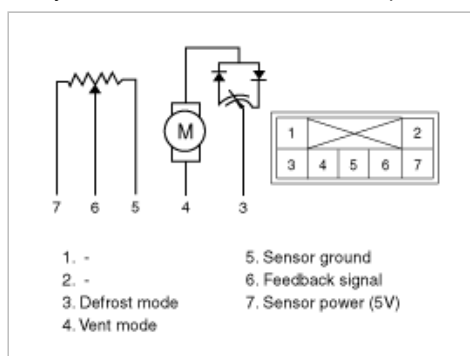 M
1 2
3 4 5 6 7
7 6 5 4 3
1. -
2. -
3. Defrost mode
4. Vent mode
5. Sensor ground
6. Feedback signal
7. Sensor power (5V)